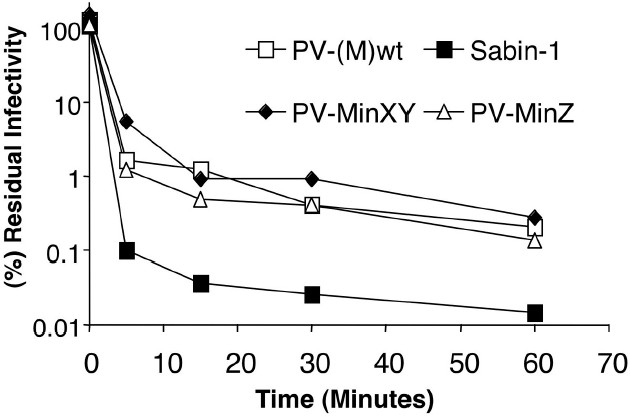 (%) Residual Infectivity
100
10
1
0.1
0.01
PV-(M)wt Sabin-1
PV-MinXY PV-MinZ
0 10 20 30 40 50 60 70
Time (Minutes)